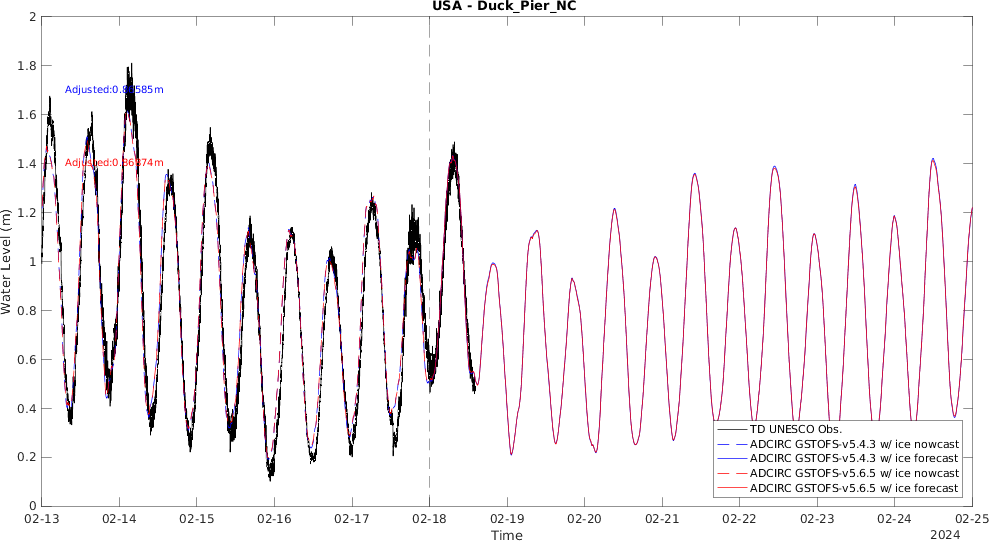 USA - Duck_Pier_NC
Water Level (m)
2
1.8
1.6
1.4
1.2
1
0.8
0.6
0.4
0.2
0
Adjusted:
TD UNESCO Obs.
ADCIRC GSTOFS-v5.4.3 w/ ice nowcast
ADCIRC GSTOFS-v5.4.3 w/ ice forecast
ADCIRC GSTOFS-v5.6.5 w/ ice nowcast
ADCIRC GSTOFS-v5.6.5 w/ ice forecast
02-13 02-14 02-15 02-16 02-17 02-18 02-19 02-20 02-21 02-22 02-23 02-24 02-25
Time
2024